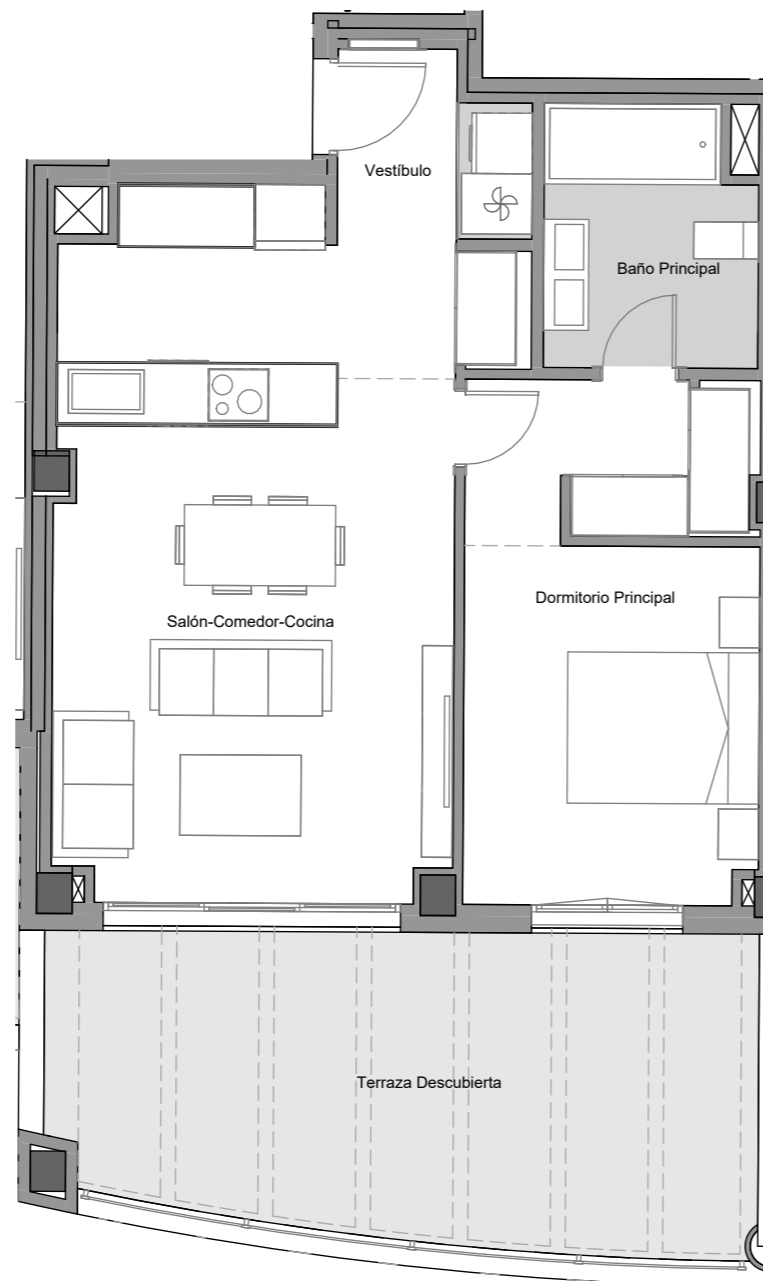 Vestíbulo
Baño Principal
Dormitorio Principal
Salón-Comedor-Cocina
Terraza Descubierta